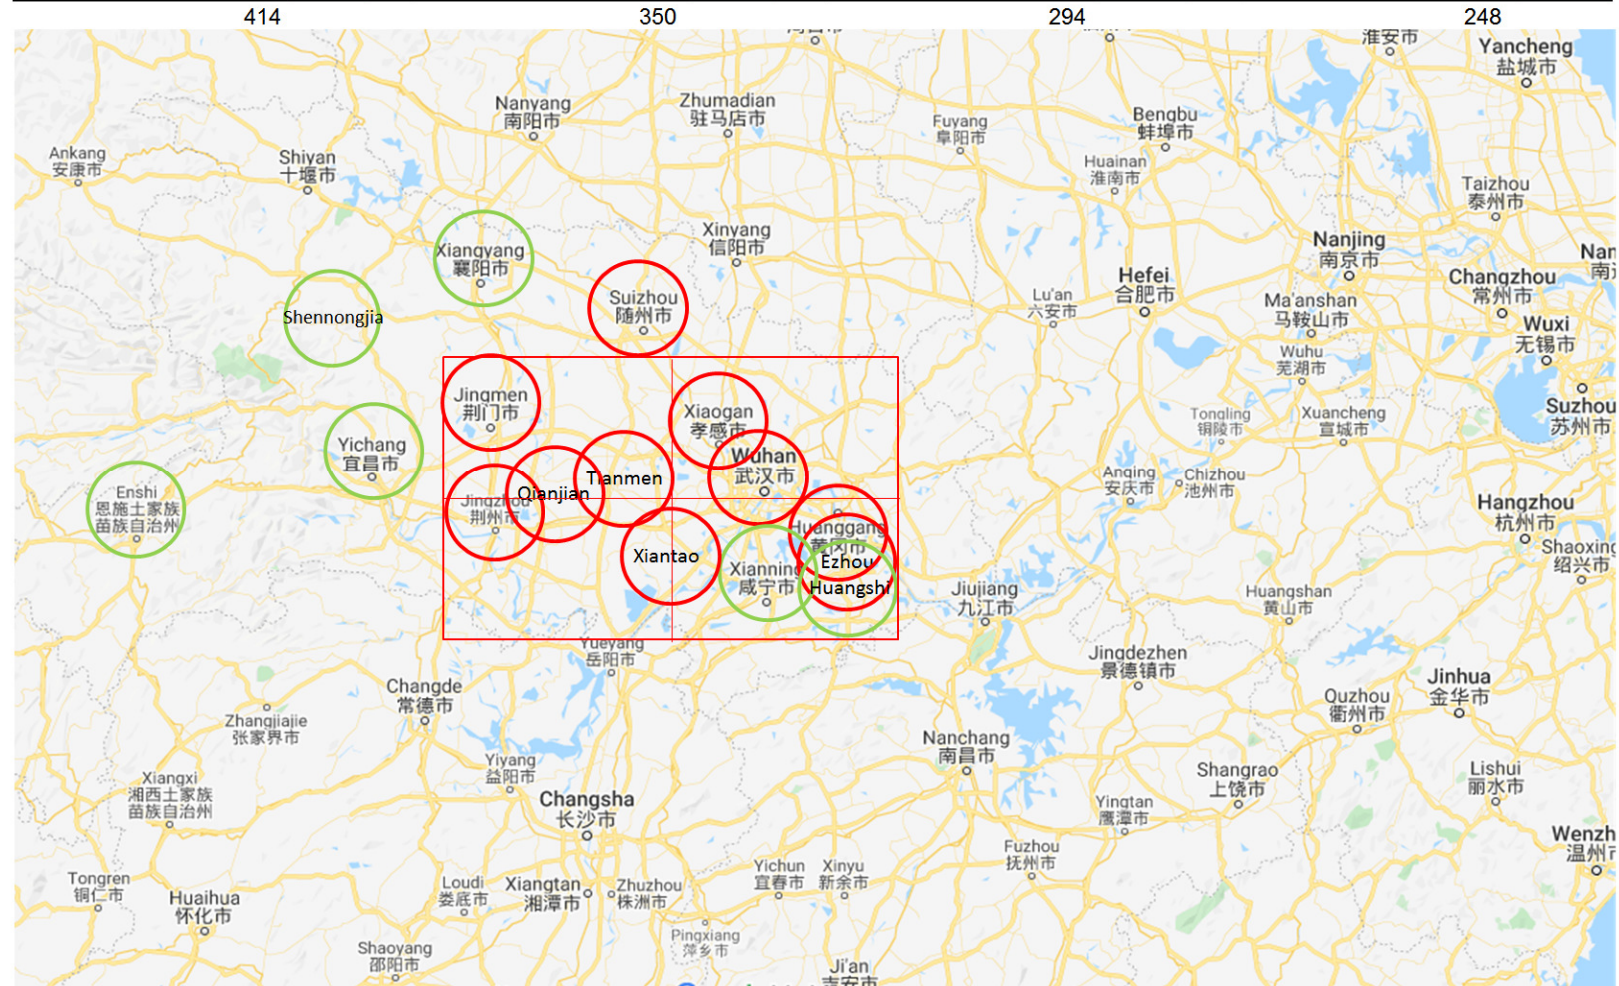 414 350 294 248
淮安市
Yancheng
盐城市
Nanyang
南阳市
Zhumadian
驻马店市
Fuyang
阜阳市
Bengbu
蚌埠市
Ankang
安康市
Shiyan
十堰市
Huainan
淮南市
Taizhou
泰州市
Xiangyang
襄阳市
Xinyang
信阳市
Nanjing
南京市
Hefei
合肥市
Changzhou
常州市
Suizhou
随州市
Lu'an
六安市
Ma'anshan
马鞍山市
Shennongjia
Wuxi
无锡市
Wuhu
芜湖市
Jingmen
荆门市
Xiaogan
孝感市
Tongling
铜陵市
Xuancheng
宣城市
Suzhou
苏州市
Yichang
宜昌市
Wuhan
武汉市
Tianmen
Qianjian
Anqing
安庆市
Chizhou
池州市
Enshi
恩施土家族
苗族自治州
Jingzhou
荆州市
Hangzhou
杭州市
Huanggang
黄冈市
Xiantao
Ezhou
Shaoxing
绍兴市
Xianning
咸宁市
Huangshi
Jiujiang
九江市
Huangshan
黄山市
Yueyang
岳阳市
Jingdezhen
景德镇市
Changde
常德市
Jinhua
金华市
Quzhou
衢州市
Zhangjiajie
张家界市
Nanchang
南昌市
Yiyang
益阳市
Shangrao
上饶市
Lishui
丽水市
Xiangxi
湘西土家族
苗族自治州
Changsha
长沙市
Yingtan
鹰潭市
Wenzh
温州市
Fuzhou
抚州市
Yichun
宜春市
Xinyu
新余市
Tongren
铜仁市
Huaihua
怀化市
Loudi
娄底市
Xiangtan
湘潭市
Zhuzhou
株洲市
Pingxiang
萍乡市
Shaoyang
邵阳市
Ji'an